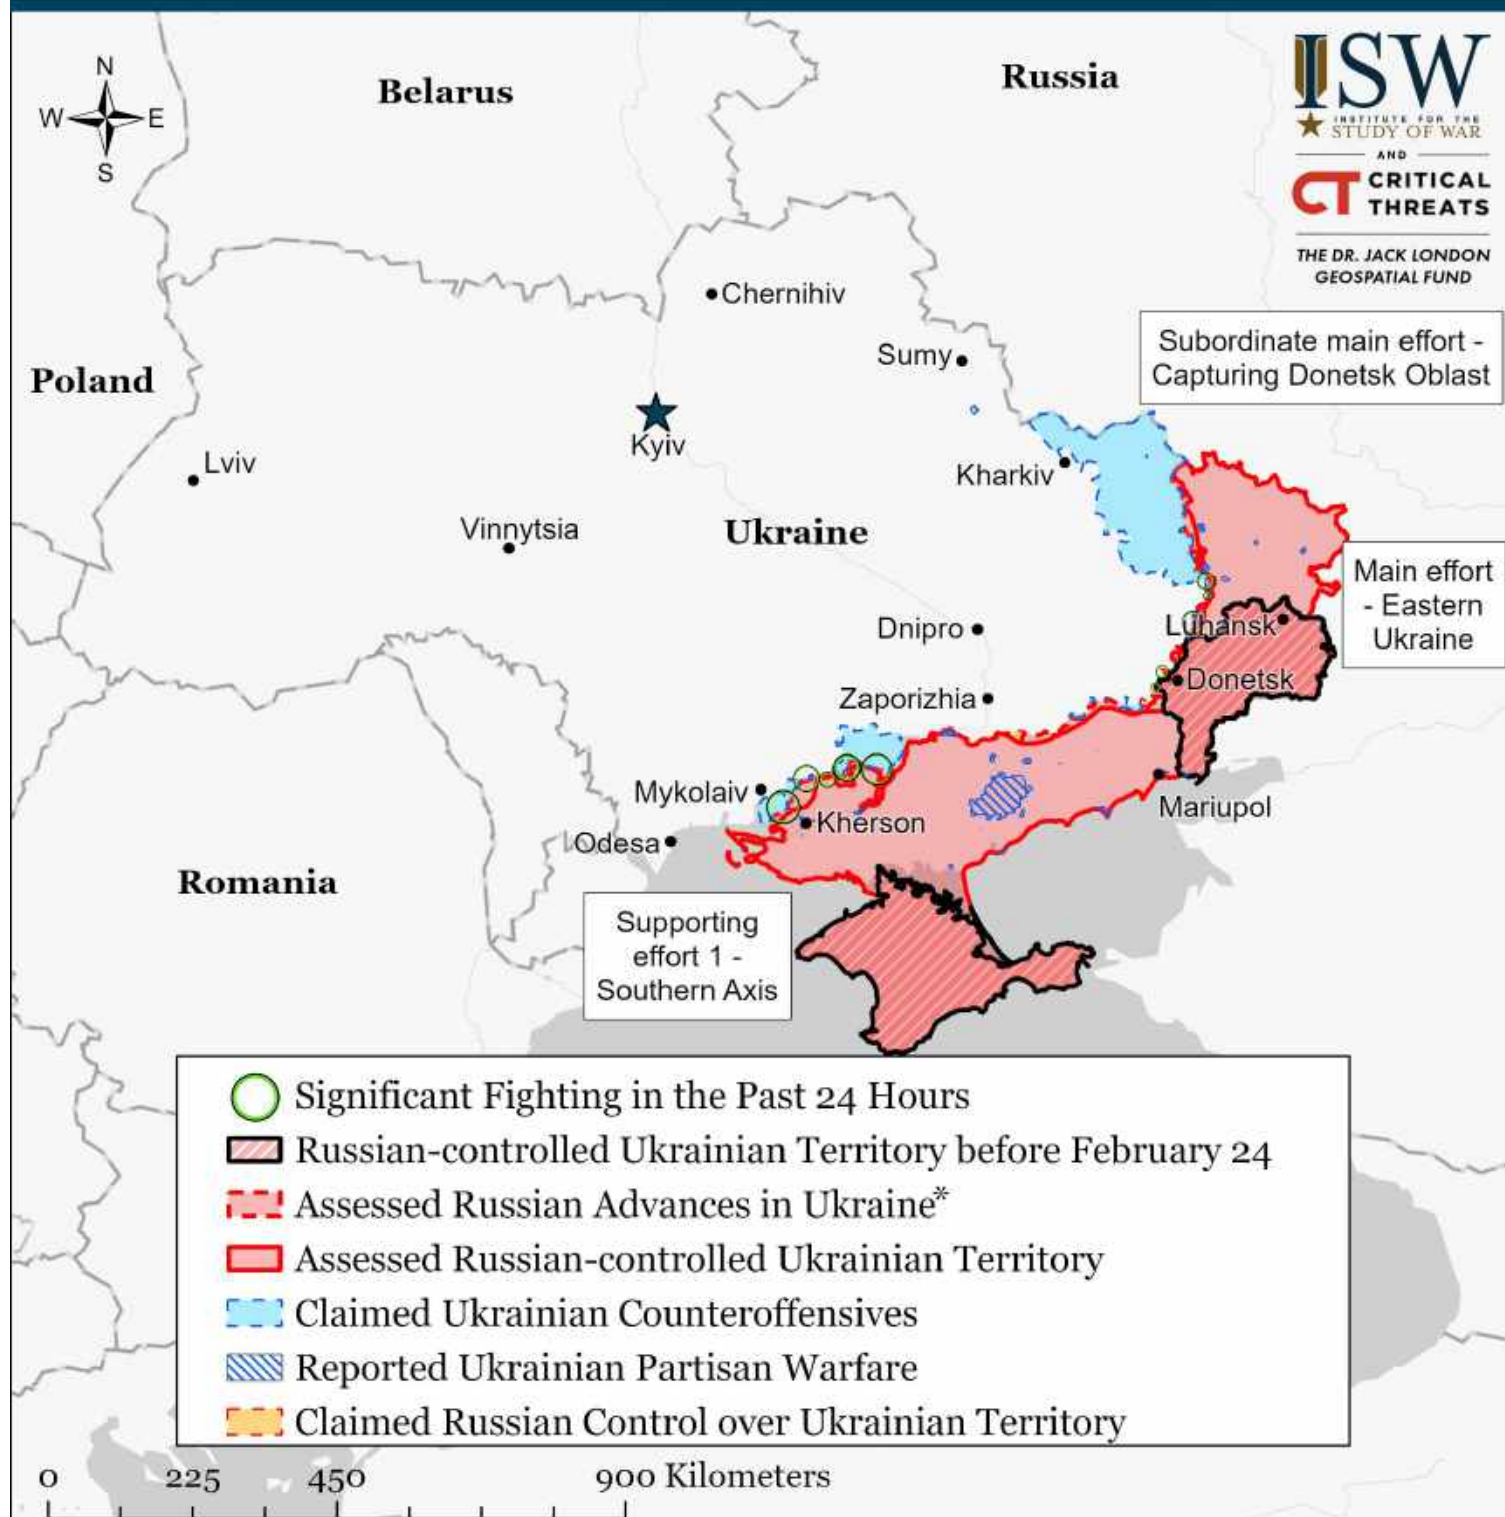 N
W E
S
Belarus
Russia
ISW
INSTITUTE FOR THE
STUDY OF WAR
AND
CT CRITICAL
THREATS
THE DR. JACK LONDON
GEOSPATIAL FUND
Chernihiv
Subordinate main effort -
Capturing Donetsk Oblast
Sumy
Poland
Kyiv
Lviv
Kharkiv
Vinnytsia
Ukraine
Main effort
- Eastern
Ukraine
Dnipro
Luhansk
Donetsk
Zaporizhia
Mykolaiv
Mariupol
Kherson
Odesa
Romania
Supporting
effort 1 -
Southern Axis
Significant Fighting in the Past 24 Hours
Russian-controlled Ukrainian Territory before February 24
Assessed Russian Advances in Ukraine*
Assessed Russian-controlled Ukrainian Territory
Claimed Ukrainian Counteroffensives
Reported Ukrainian Partisan Warfare
Claimed Russian Control over Ukrainian Territory
0 225 450 900 Kilometers